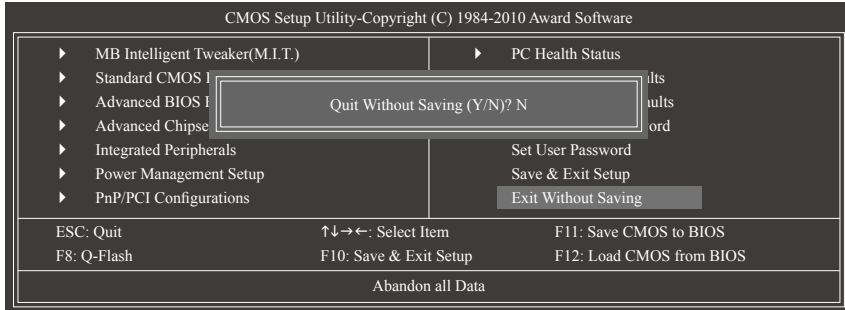 CMOS Setup Utility-Copyright (C) 1984-2010 Award Software
MB Intelligent Tweaker(M.I.T.)
Standard CMOS
Advanced BIOS
Advanced Chipse
Integrated Peripherals
Power Management Setup
PnP/PCI Configurations
PC Health Status
Set User Password
Save & Exit Setup
Exit Without Saving
Quit Without Saving (Y/N)? N
ESC: Quit
↑↓→←: Select Item
F11: Save CMOS to BIOS
F8: Q-Flash
F10: Save & Exit Setup
F12: Load CMOS from BIOS
Abandon all Data